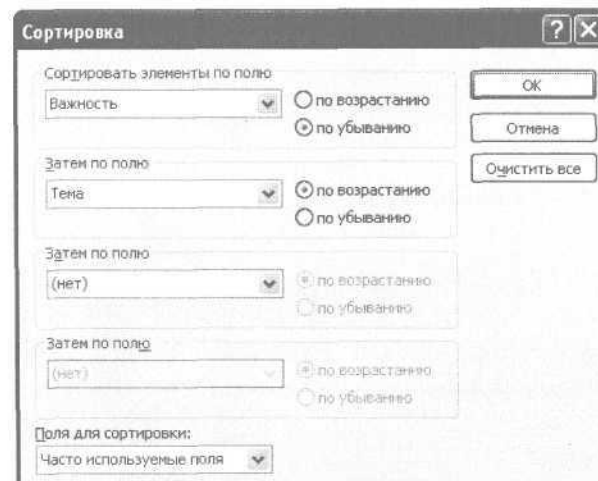 Сортировка
Сортировать элементы по полю
Важность
по возрастанию
по убыванию
ОК
Отмена
Очистить все
Затем по полю
Тема
по возрастанию
по убыванию
Затем по полю
(нет)
по возрастанию
по убыванию
Затем по полю
(нет)
по возрастанию
по убыванию
Поля для сортировки:
Часто используемые поля